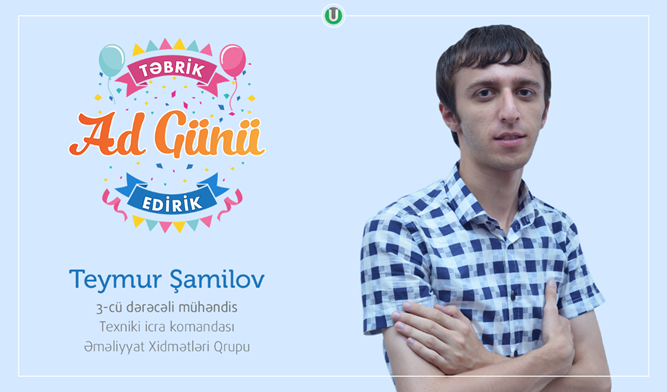 U
TƏBRİK
Ad Günü
EDİRİK
Teymur Şamilov
3-cü dərəcəli mühəndis
Texniki icra komandası
Əməliyyat Xidmətləri Qrupu